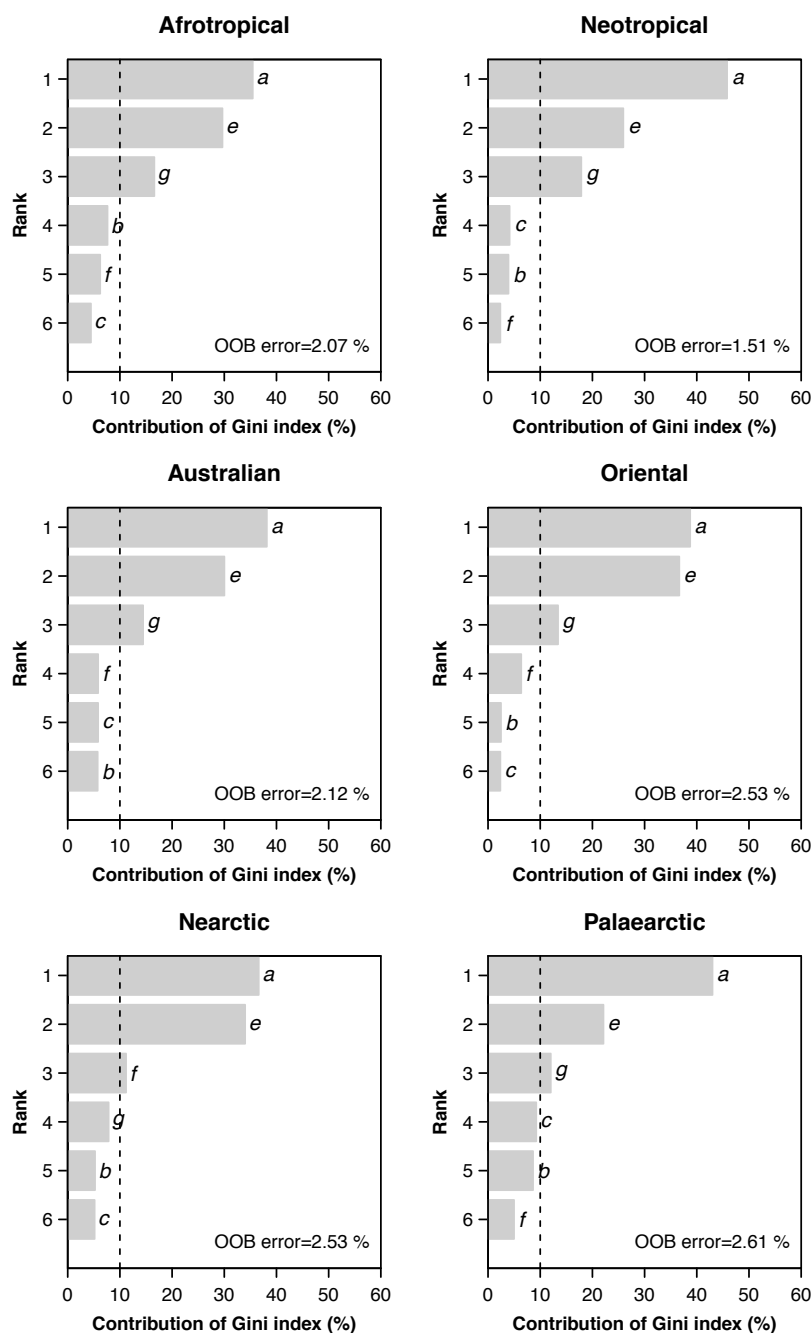 Afrotropical
Rank
1
a
2
e
3
g
4
b
5
f
6
c
OOB error=2.07 %
0 10 20 30 40 50 60
Contribution of Gini index (%)
Neotropical
Rank
1
a
2
e
3
g
4
c
5
b
6
f
OOB error=1.51 %
0 10 20 30 40 50 60
Contribution of Gini index (%)
Australian
Rank
1
a
2
e
3
g
4
f
5
c
6
b
OOB error=2.12 %
0 10 20 30 40 50 60
Contribution of Gini index (%)
Oriental
Rank
1
a
2
e
3
g
4
f
5
b
6
c
OOB error=2.53 %
0 10 20 30 40 50 60
Contribution of Gini index (%)
Nearctic
Rank
1
a
2
e
3
f
4
g
5
b
6
c
OOB error=2.53 %
0 10 20 30 40 50 60
Contribution of Gini index (%)
Palaearctic
Rank
1
a
2
e
3
g
4
c
5
b
6
f
OOB error=2.61 %
0 10 20 30 40 50 60
Contribution of Gini index (%)